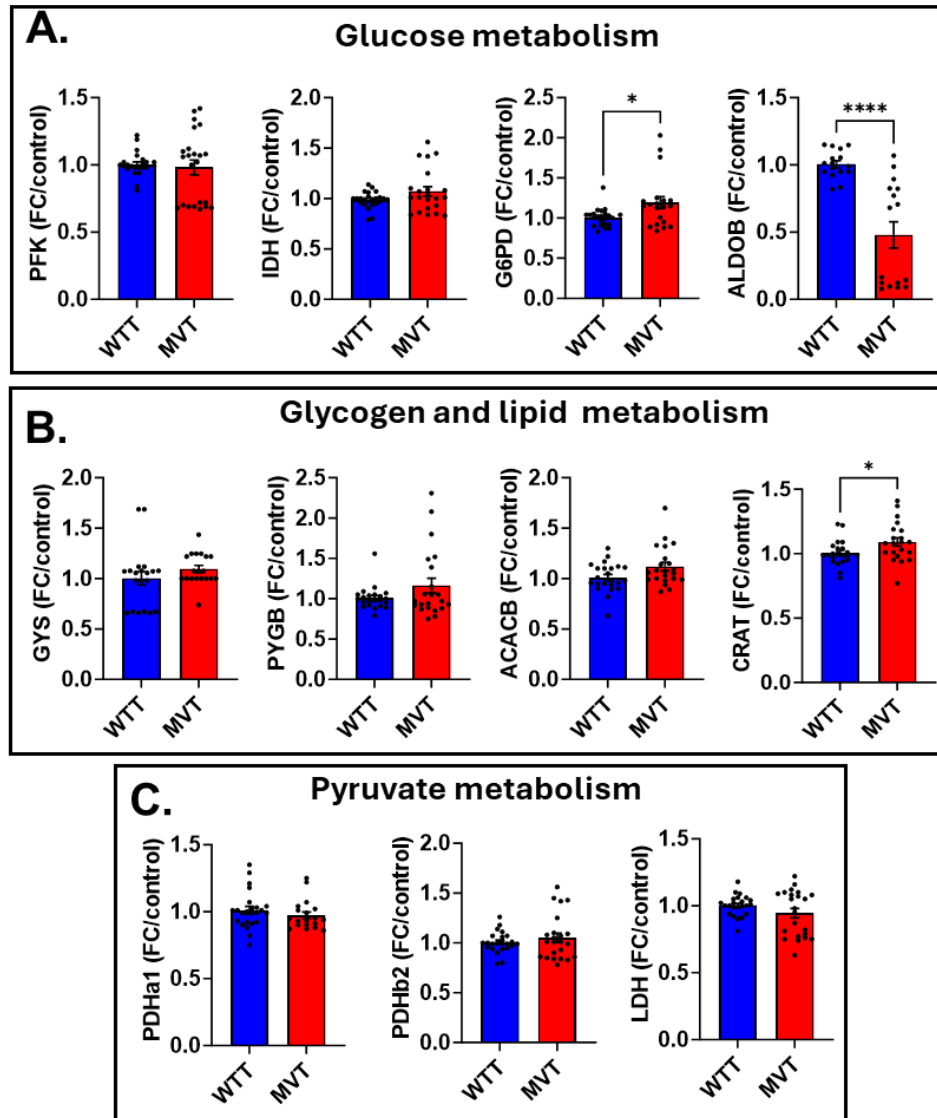 A.
Glucose metabolism
PFK (FC/control)
1.5
1.0
0.5
0.0
WTT
MVT
IDH (FC/control)
2.0
1.5
1.0
0.5
0.0
WTT
MVT
G6PD (FC/control)
2.5
2.0
1.5
1.0
0.5
0.0
*
WTT
MVT
ALDOB (FC/control)
1.5
1.0
0.5
0.0
****
WTT
MVT
B.
Glycogen and lipid metabolism
GYS (FC/control)
2.0
1.5
1.0
0.5
0.0
WTT
MVT
PYGB (FC/control)
2.5
2.0
1.5
1.0
0.5
0.0
WTT
MVT
ACACB (FC/control)
2.0
1.5
1.0
0.5
0.0
WTT
MVT
CRAT (FC/control)
1.5
1.0
0.5
0.0
*
WTT
MVT
C.
Pyruvate metabolism
PDHa1 (FC/control)
1.5
1.0
0.5
0.0
WTT
MVT
PDHb2 (FC/control)
2.0
1.5
1.0
0.5
0.0
WTT
MVT
LDH (FC/control)
1.5
1.0
0.5
0.0
WTT
MVT